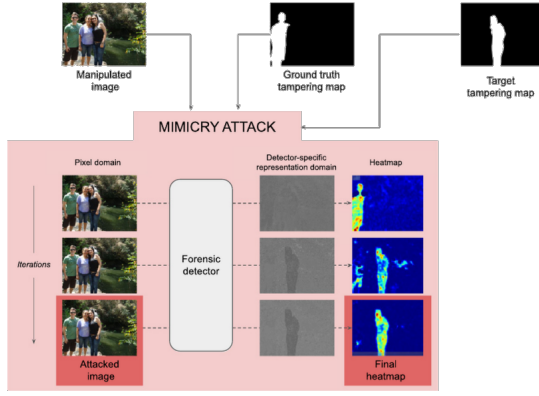 Manipulated
image
Ground truth
tampering map
Target
tampering map
MIMICRY ATTACK
Pixel domain
Detector-specific
representation domain
Heatmap
Iterations
Forensic
detector
Attacked
image
Final
heatmap